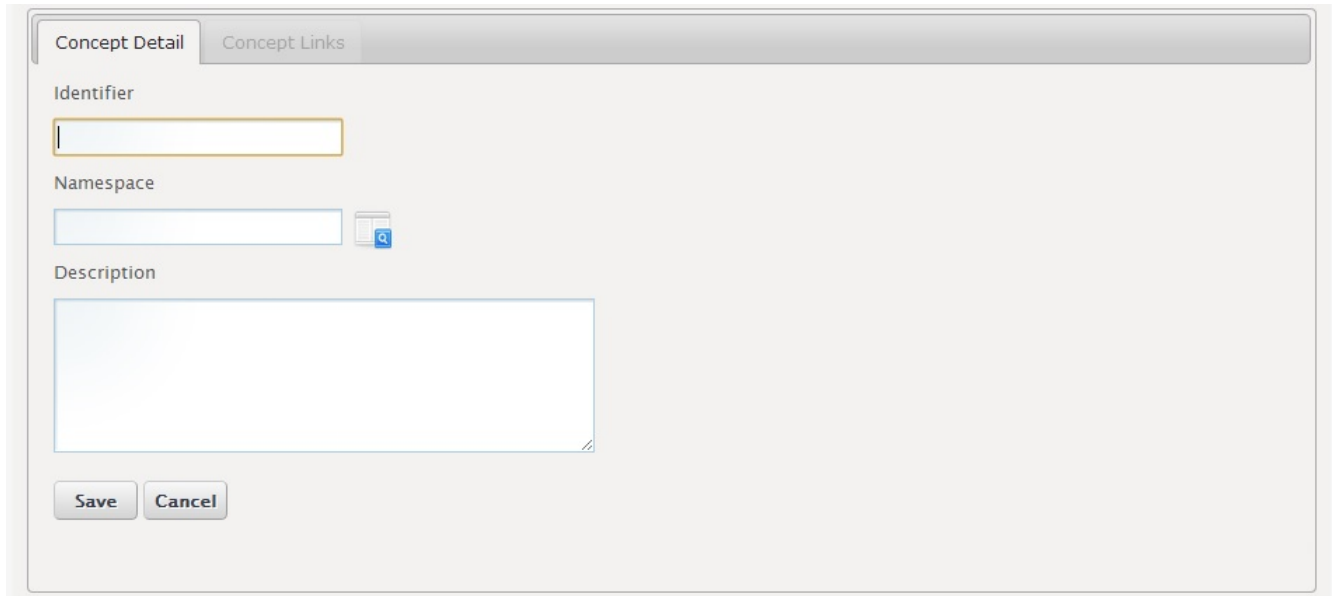 Concept Detail Concept Links
Identifier
Namespace
Description
Save Cancel